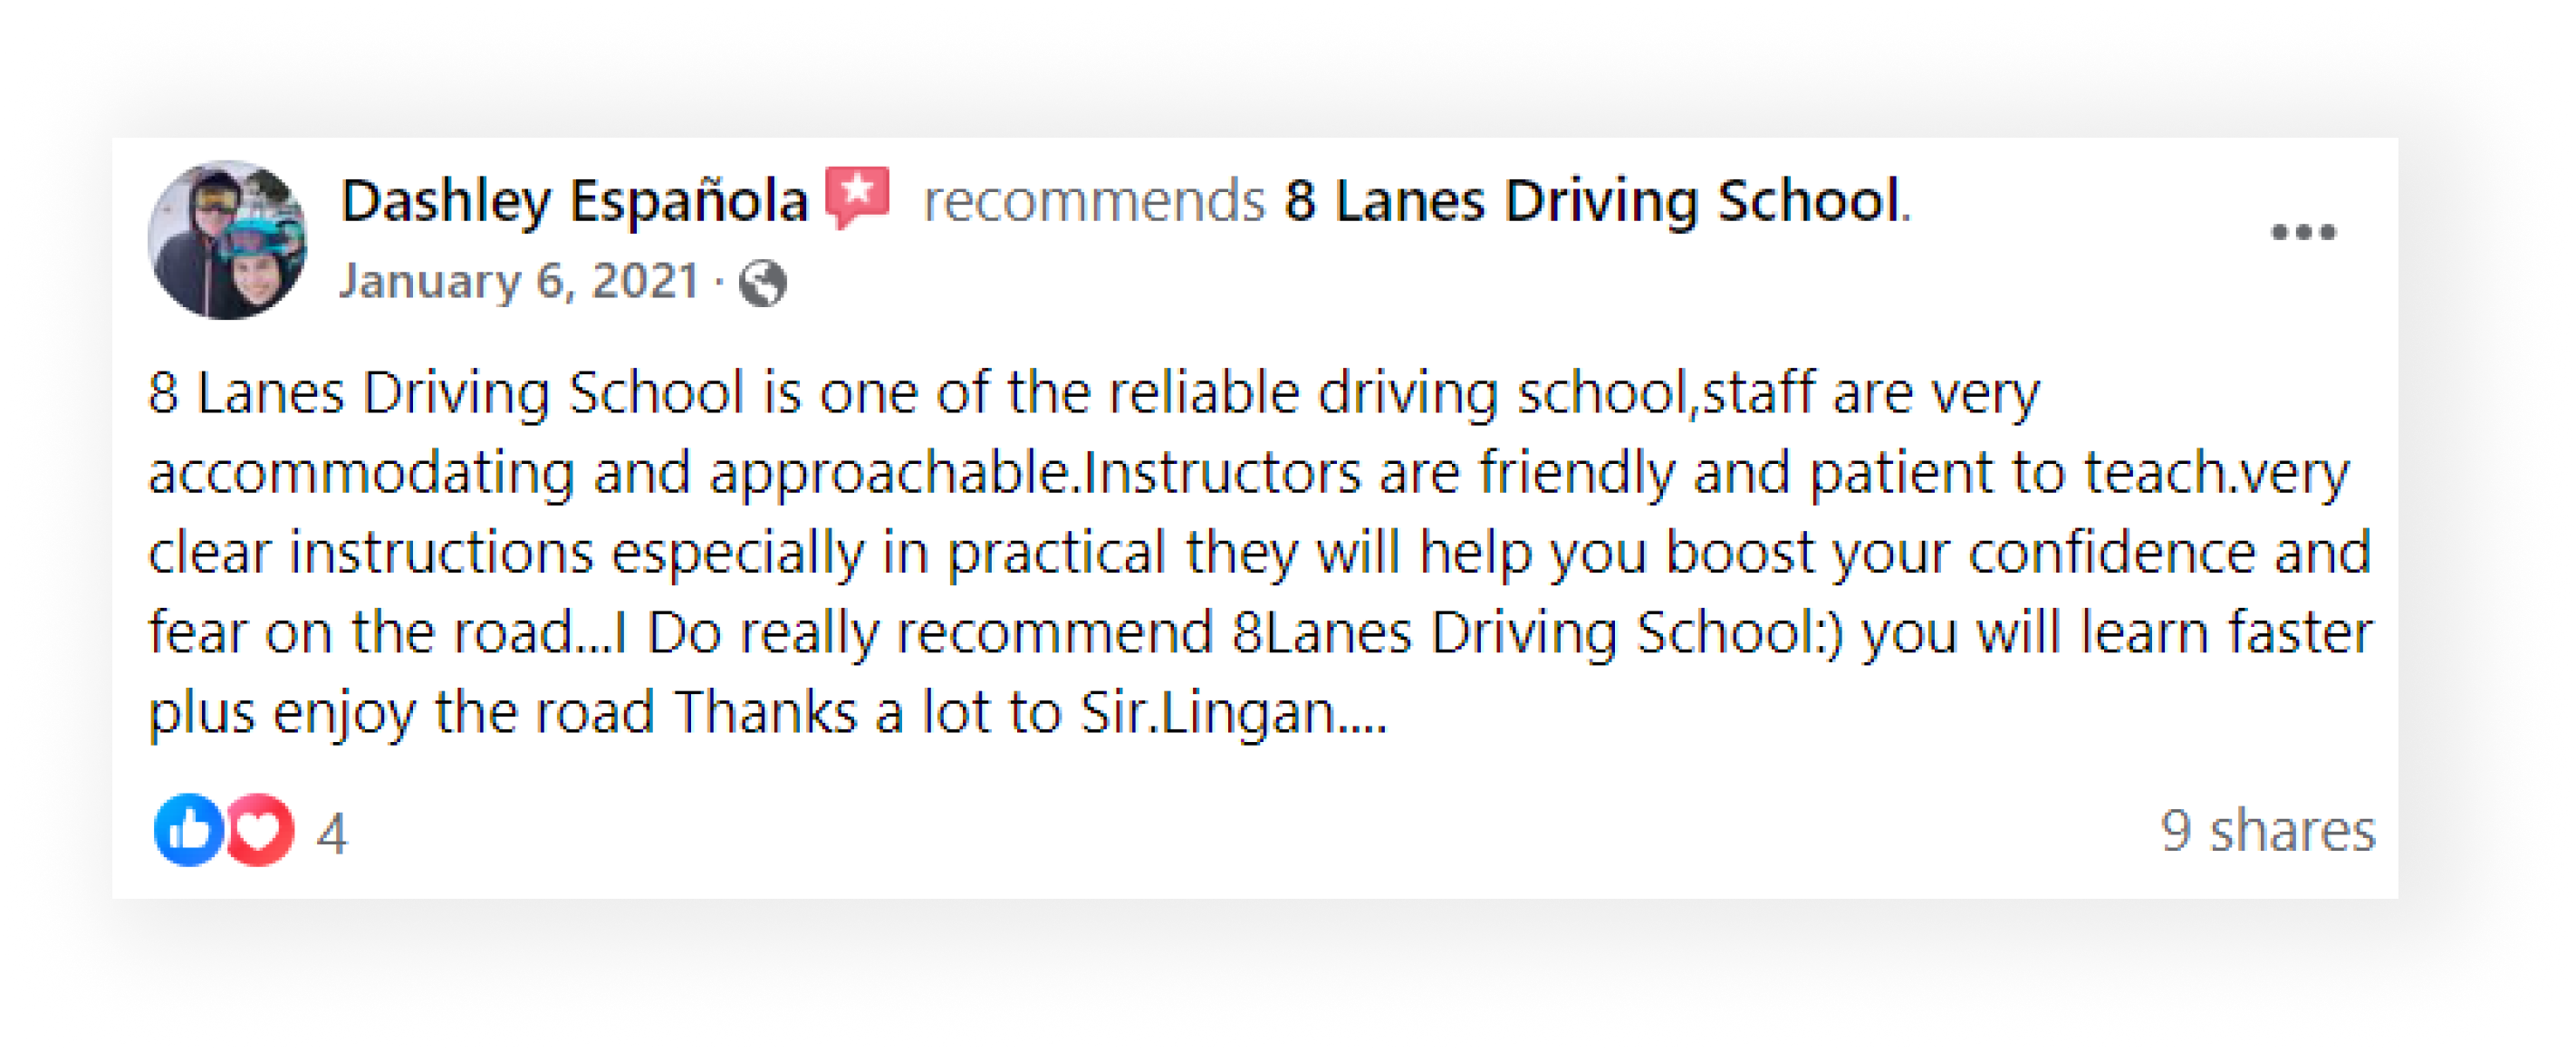 Dashley Española recommends 8 Lanes Driving School.
January 6, 2021 ·
8 Lanes Driving School is one of the reliable driving school,staff are very
accommodating and approachable.Instructors are friendly and patient to teach.very
clear instructions especially in practical they will help you boost your confidence and
fear on the road...I Do really recommend 8Lanes Driving School:) you will learn faster
plus enjoy the road Thanks a lot to Sir.Lingan....
4
9 shares